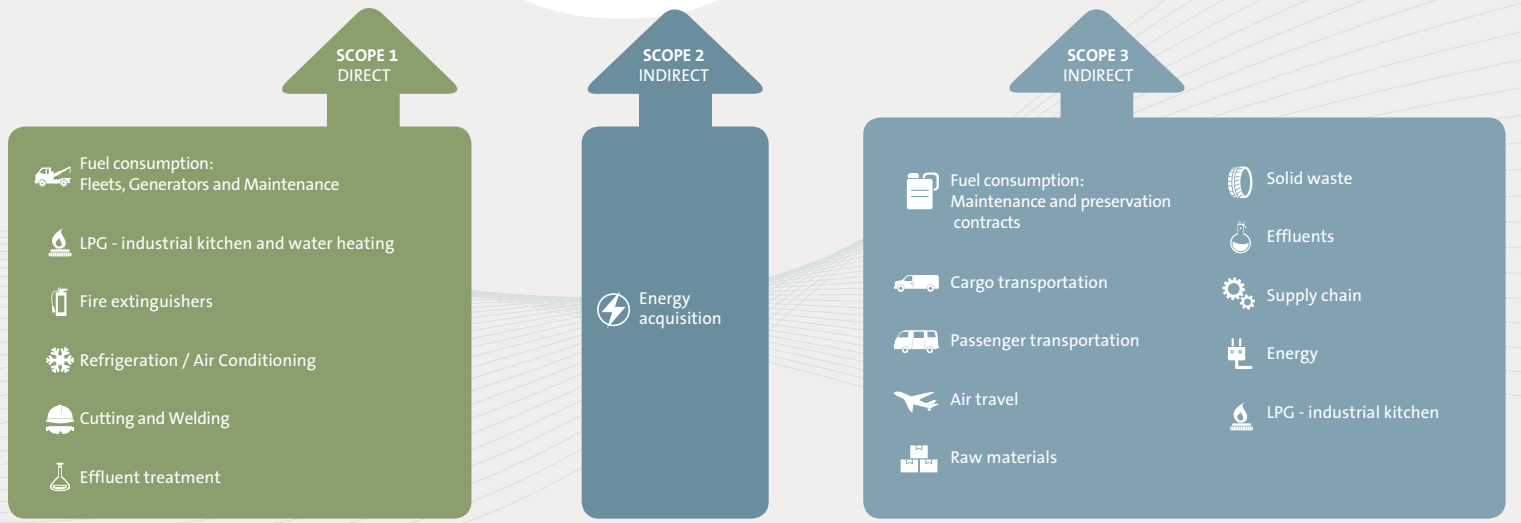 SCOPE 1
DIRECT
Fuel consumption:
Fleets, Generators and Maintenance
LPG - industrial kitchen and water heating
Fire extinguishers
Refrigeration / Air Conditioning
Cutting and Welding
Effluent treatment
SCOPE 2
INDIRECT
Energy
acquisition
SCOPE 3
INDIRECT
Fuel consumption:
Maintenance and preservation
contracts
Cargo transportation
Passenger transportation
Air travel
Raw materials
Solid waste
Effluents
Supply chain
Energy
LPG - industrial kitchen